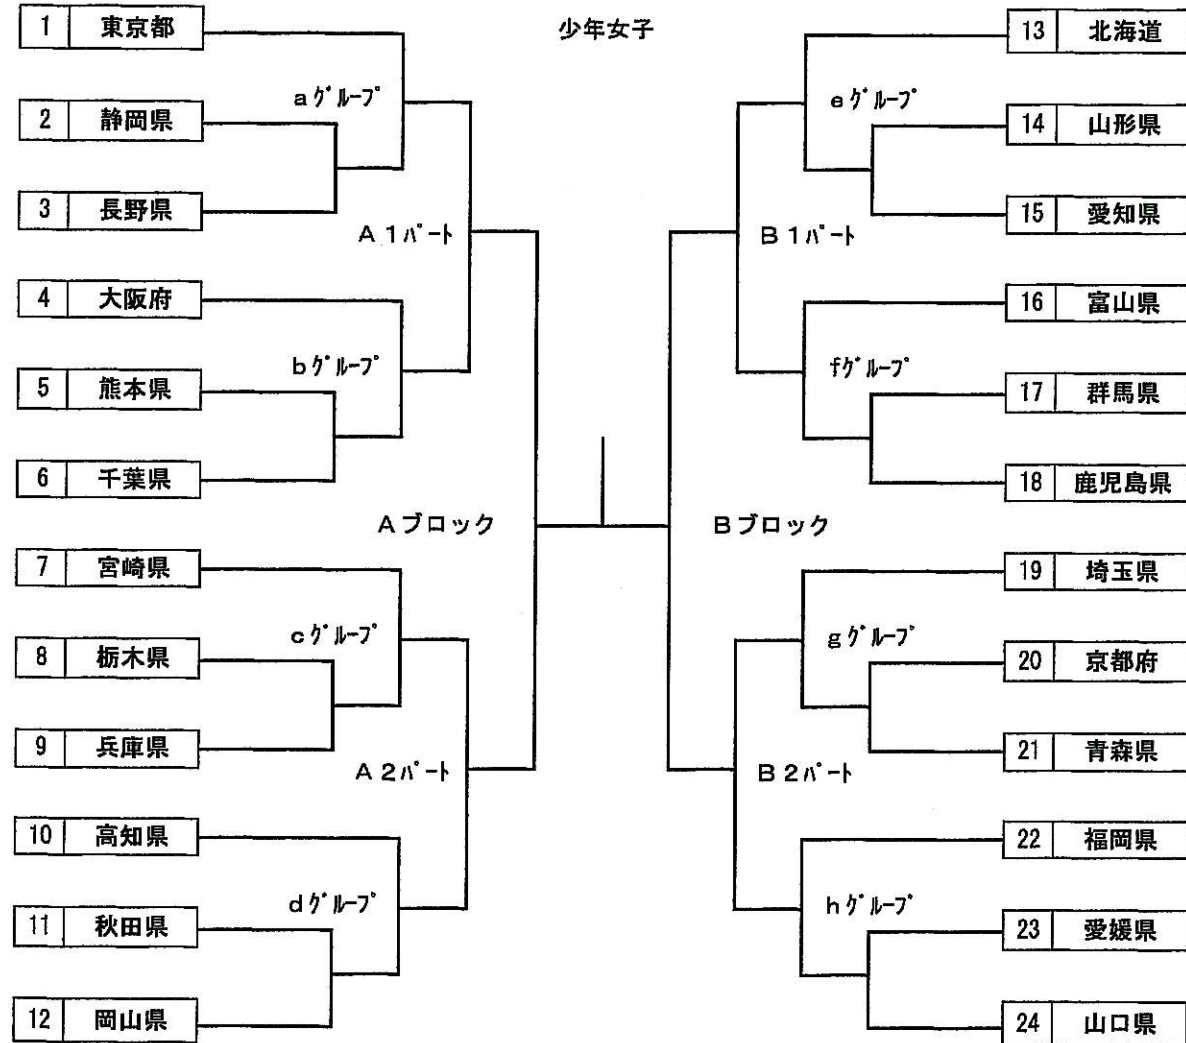 少年女子
1 東京都
aグループ
2 静岡県
3 長野県
A1パート
4 大阪府
bグループ
5 熊本県
6 千葉県
Aブロック
7 宮崎県
cグループ
8 栃木県
9 兵庫県
A2パート
10 高知県
dグループ
11 秋田県
12 岡山県
13 北海道
eグループ
14 山形県
15 愛知県
B1パート
16 富山県
fグループ
17 群馬県
18 鹿児島県
Bブロック
19 埼玉県
gグループ
20 京都府
21 青森県
B2パート
22 福岡県
hグループ
23 愛媛県
24 山口県